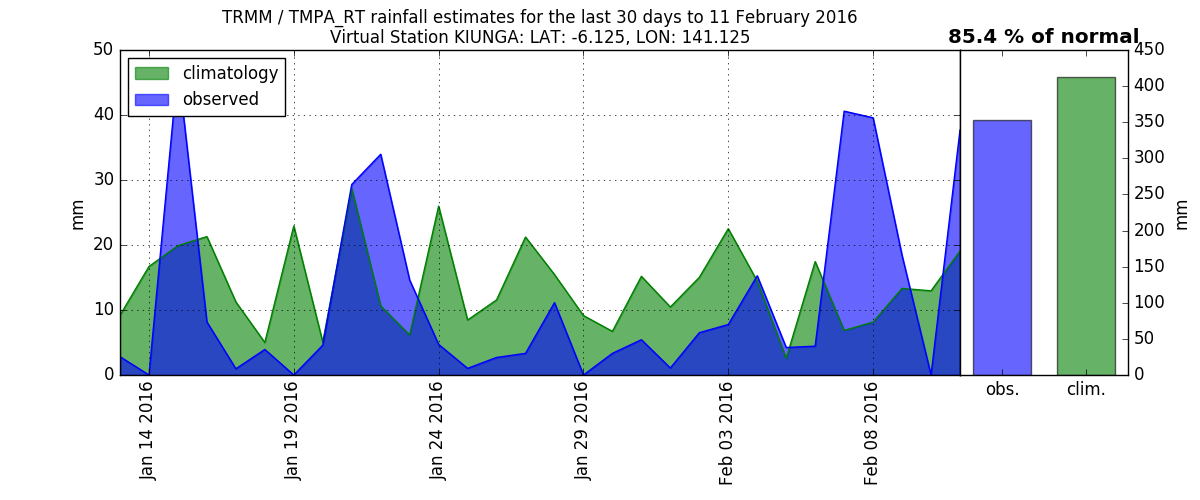 TRMM / TMPA_RT rainfall estimates for the last 30 days to 11 February 2016
Virtual Station KIUNGA: LAT: -6.125, LON: 141.125
85.4 % of normal
climatology
observed
50
40
30
20
10
0
mm
Jan 14 2016
Jan 19 2016
Jan 24 2016
Jan 29 2016
Feb 03 2016
Feb 08 2016
obs.
clim.
450
400
350
300
250
200
150
100
50
0
mm